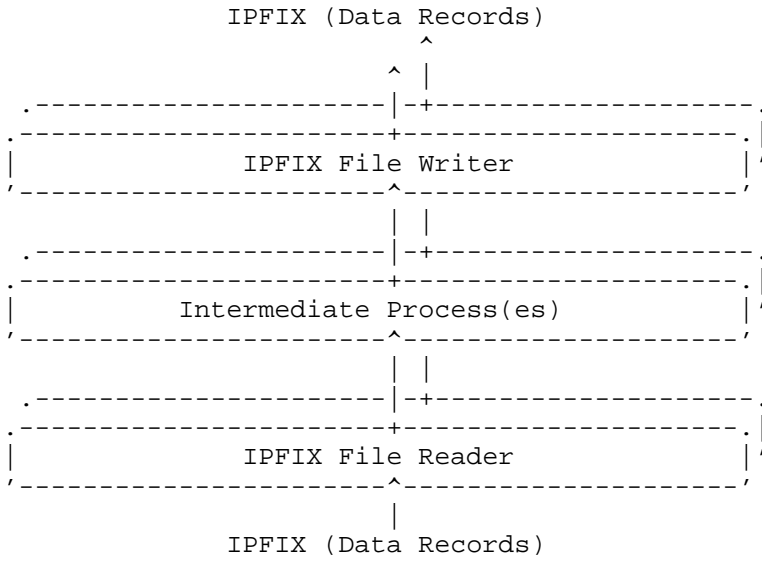 IPFIX (Data Records)
IPFIX File Writer
Intermediate Process(es)
IPFIX File Reader
IPFIX (Data Records)